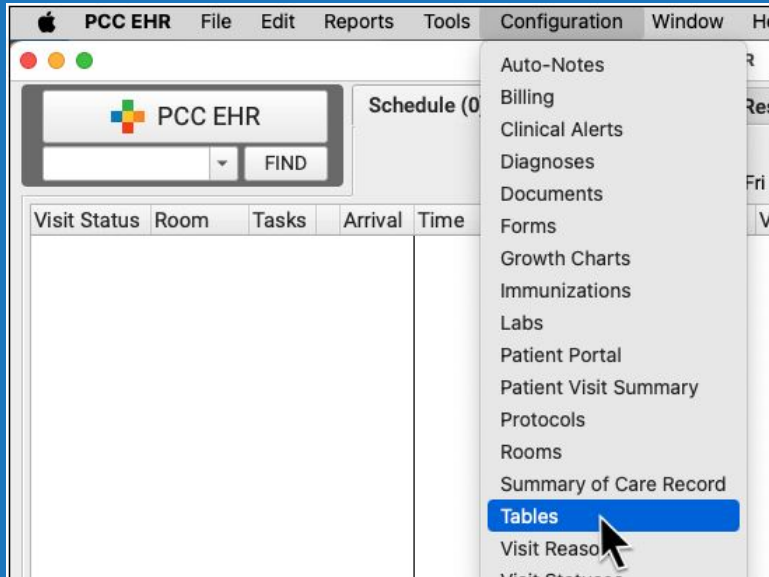 PCC EHR File Edit Reports Tools Configuration Window
PCC EHR
Schedule (0
FIND
Fri
Visit Status Room Tasks Arrival Time
Auto-Notes
Billing
Clinical Alerts
Diagnoses
Documents
Forms
Growth Charts
Immunizations
Labs
Patient Portal
Patient Visit Summary
Protocols
Rooms
Summary of Care Record
Tables
Visit